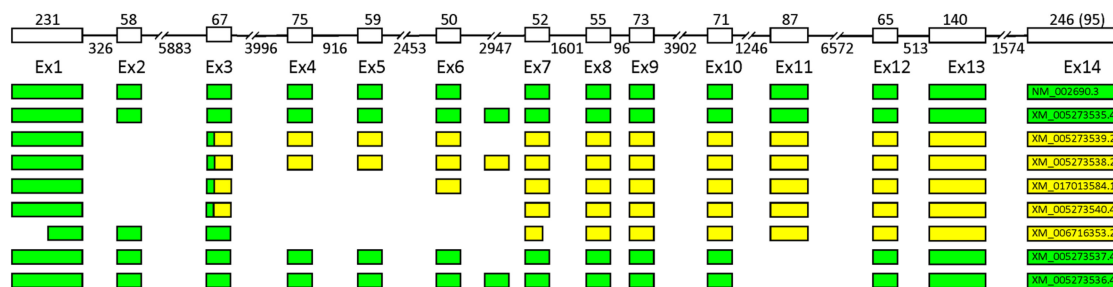 231 58 67 75 59 50 52 55 73 71 87 65 140 246 (95)
326 5883 3996 916 2453 2947 1601 96 3902 1246 6572 513 1574
Ex1 Ex2 Ex3 Ex4 Ex5 Ex6 Ex7 Ex8 Ex9 Ex10 Ex11 Ex12 Ex13 Ex14
NM_002690.3
XM_005273535.4
XM_005273539.2
XM_005273538.2
XM_017013584.1
XM_005273540.4
XM_006716353.2
XM_005273537.4
XM_005273536.4